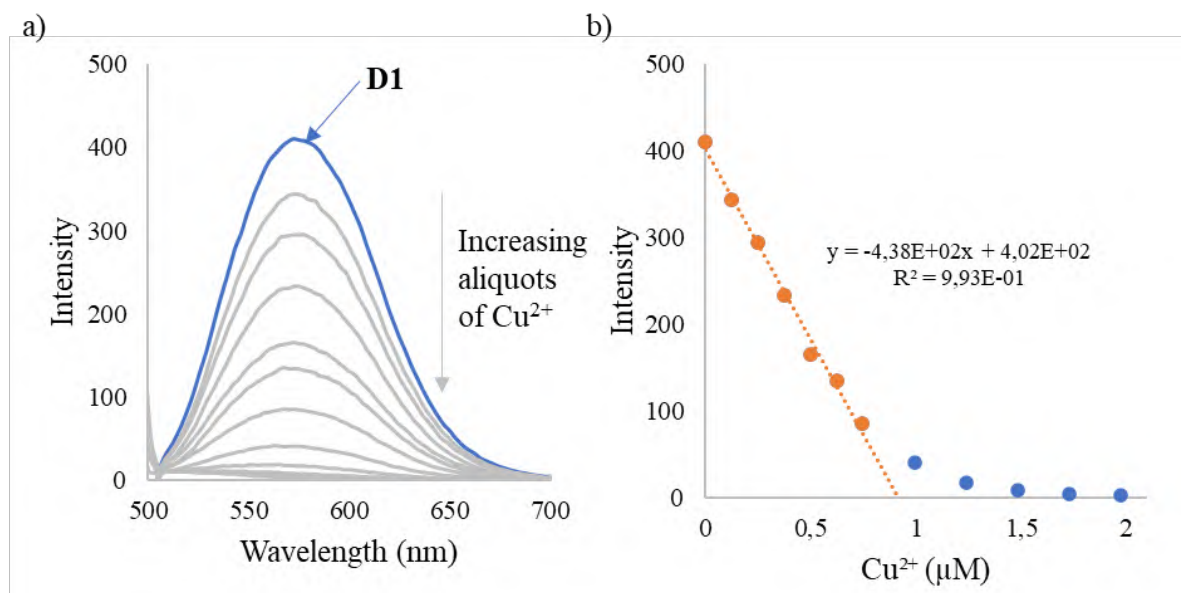 a)
500
400
300
200
100
0
500
550
600
650
700
Intensity
Wavelength (nm)
D1
Increasing
aliquots
of Cu²⁺
b)
500
400
300
200
100
0
0
0,5
1
1,5
2
Intensity
Cu²⁺ (µM)
y = -4,38E+02x + 4,02E+02
R² = 9,93E-01